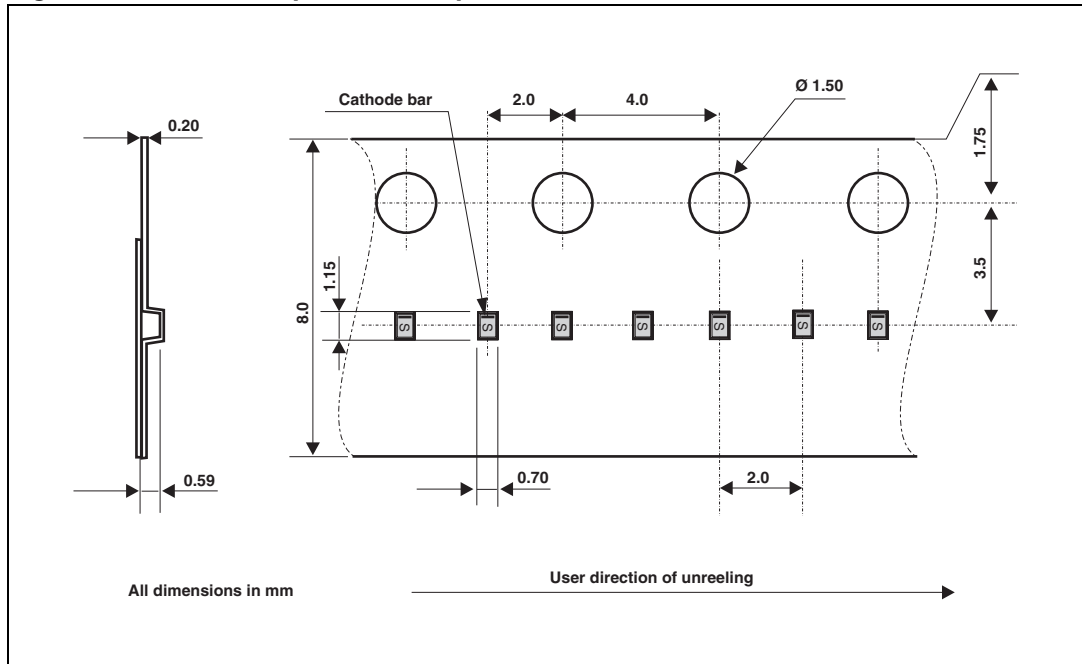 Cathode bar
2.0
4.0
Ø 1.50
0.20
1.75
1.15
8.0
3.5
S
S
S
S
S
S
S
0.59
0.70
2.0
All dimensions in mm
User direction of unreeling